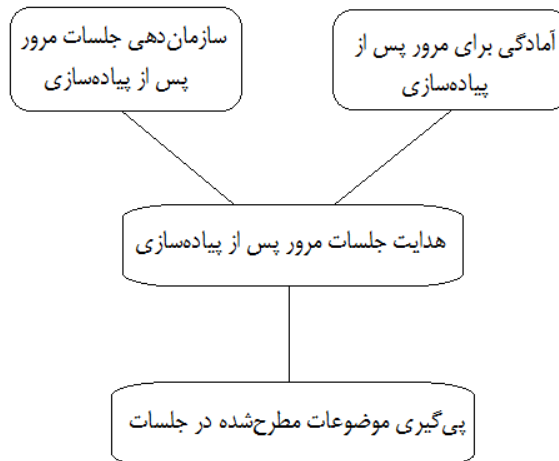 آمادگی برای مرور پس از
پیاده‌سازی
سازمان‌دهی جلسات مرور
پس از پیاده‌سازی
هدایت جلسات مرور پس از پیاده‌سازی
پی‌گیری موضوعات مطرح‌شده در جلسات